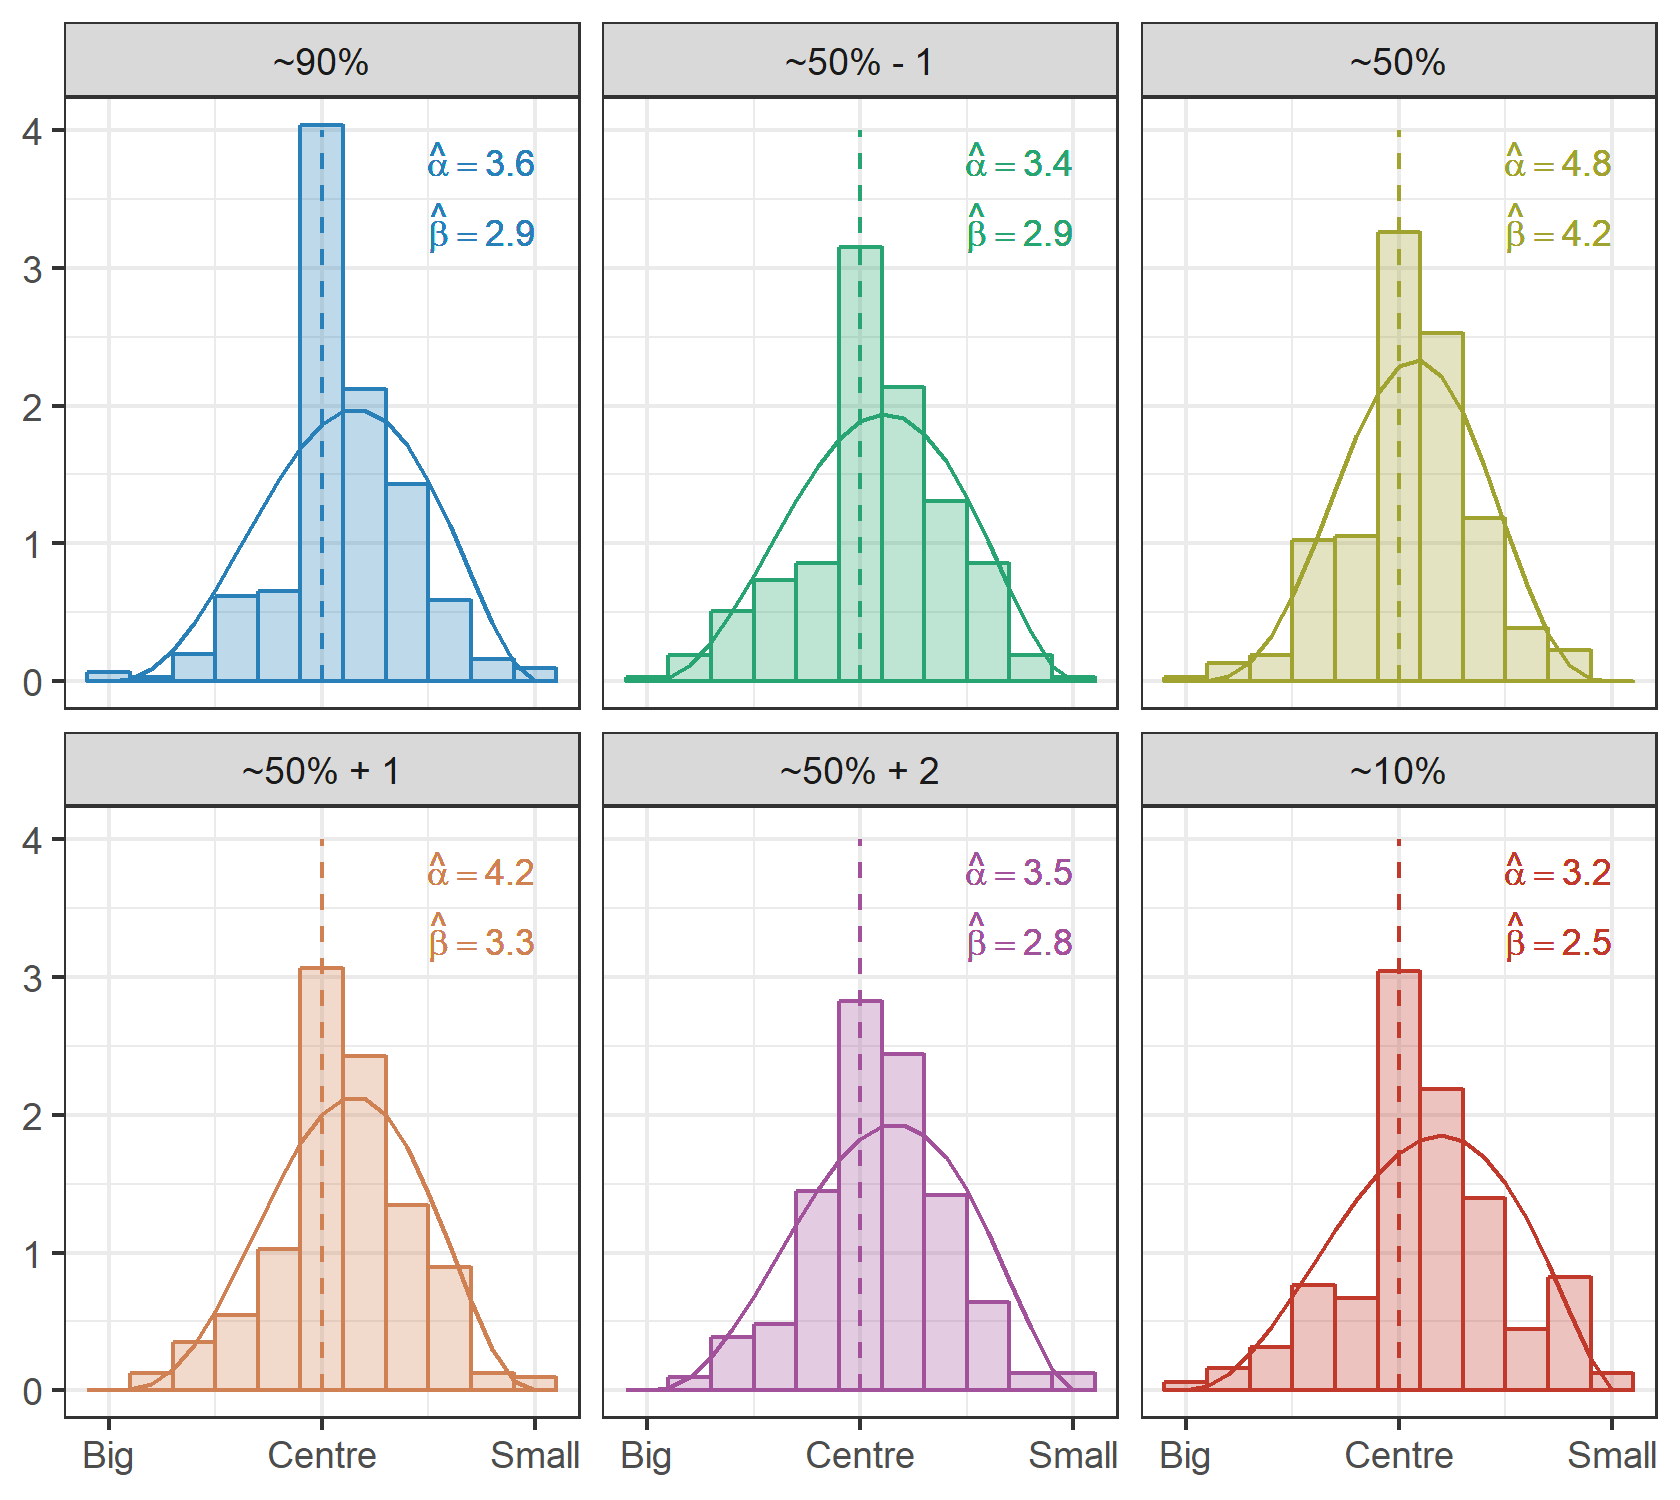 ~90%
~50% - 1
~50%
4
3
2
1
0
α̂ = 3.6
β̂ = 2.9
α̂ = 3.4
β̂ = 2.9
α̂ = 4.8
β̂ = 4.2
~50% + 1
~50% + 2
~10%
4
3
2
1
0
α̂ = 4.2
β̂ = 3.3
α̂ = 3.5
β̂ = 2.8
α̂ = 3.2
β̂ = 2.5
Big Centre Small
Big Centre Small
Big Centre Small